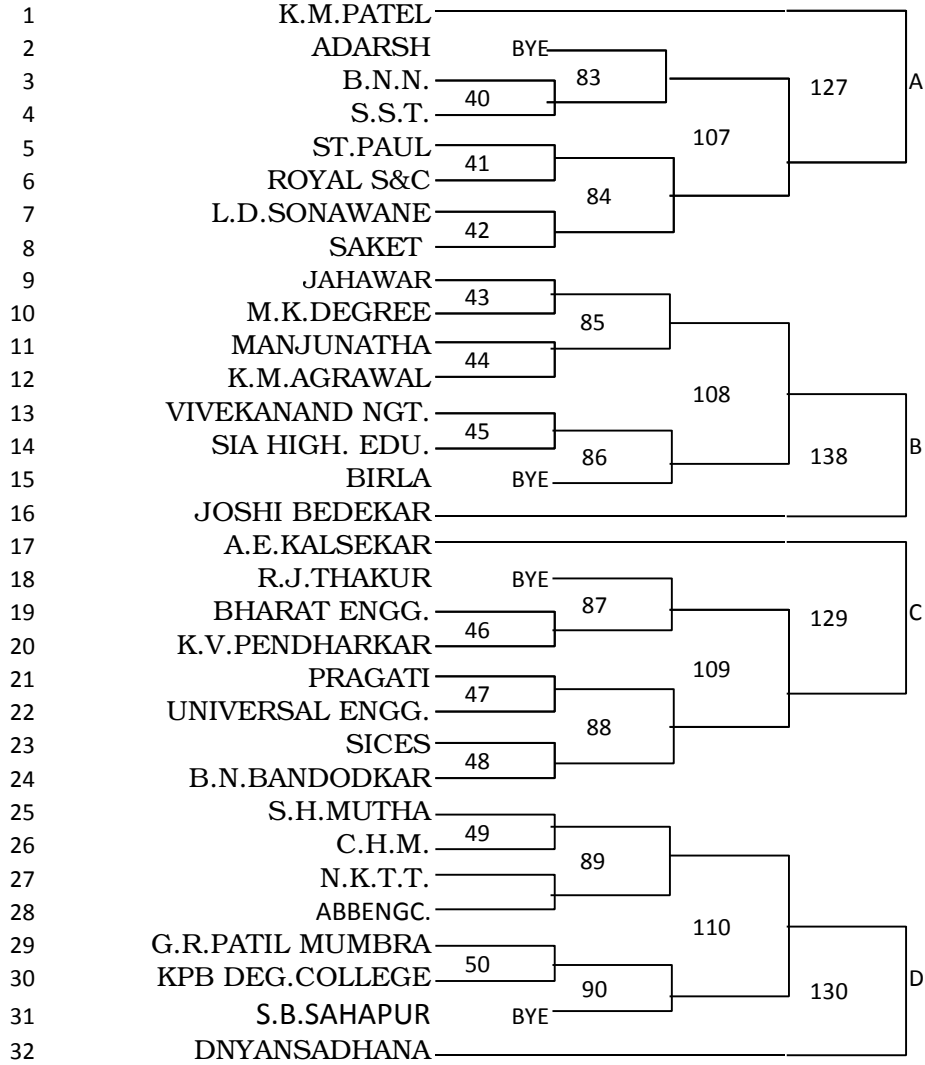 1 K.M.PATEL
2 ADARSH BYE
83
127 A
3 B.N.N.
40
4 S.S.T.
107
5 ST.PAUL
41
6 ROYAL S&C
84
7 L.D.SONAWANE
42
8 SAKET
9 JAHAWAR
43
10 M.K.DEGREE
85
11 MANJUNATHA
44
12 K.M.AGRAWAL
108
13 VIVEKANAND NGT.
45
14 SIA HIGH. EDU.
86 138 B
15 BIRLA BYE
16 JOSHI BEDEKAR
17 A.E.KALSEKAR
18 R.J.THAKUR BYE
87 129 C
19 BHARAT ENGG.
46
20 K.V.PENDHARKAR
109
21 PRAGATI
47
22 UNIVERSAL ENGG.
88
23 SICES
48
24 B.N.BANDODKAR
25 S.H.MUTHA
49
26 C.H.M.
89
27 N.K.T.T.
28 ABBENGC.
110
29 G.R.PATIL MUMBRA
50
30 KPB DEG.COLLEGE
90 130 D
31 S.B.SAHAPUR BYE
32 DNYANSADHANA